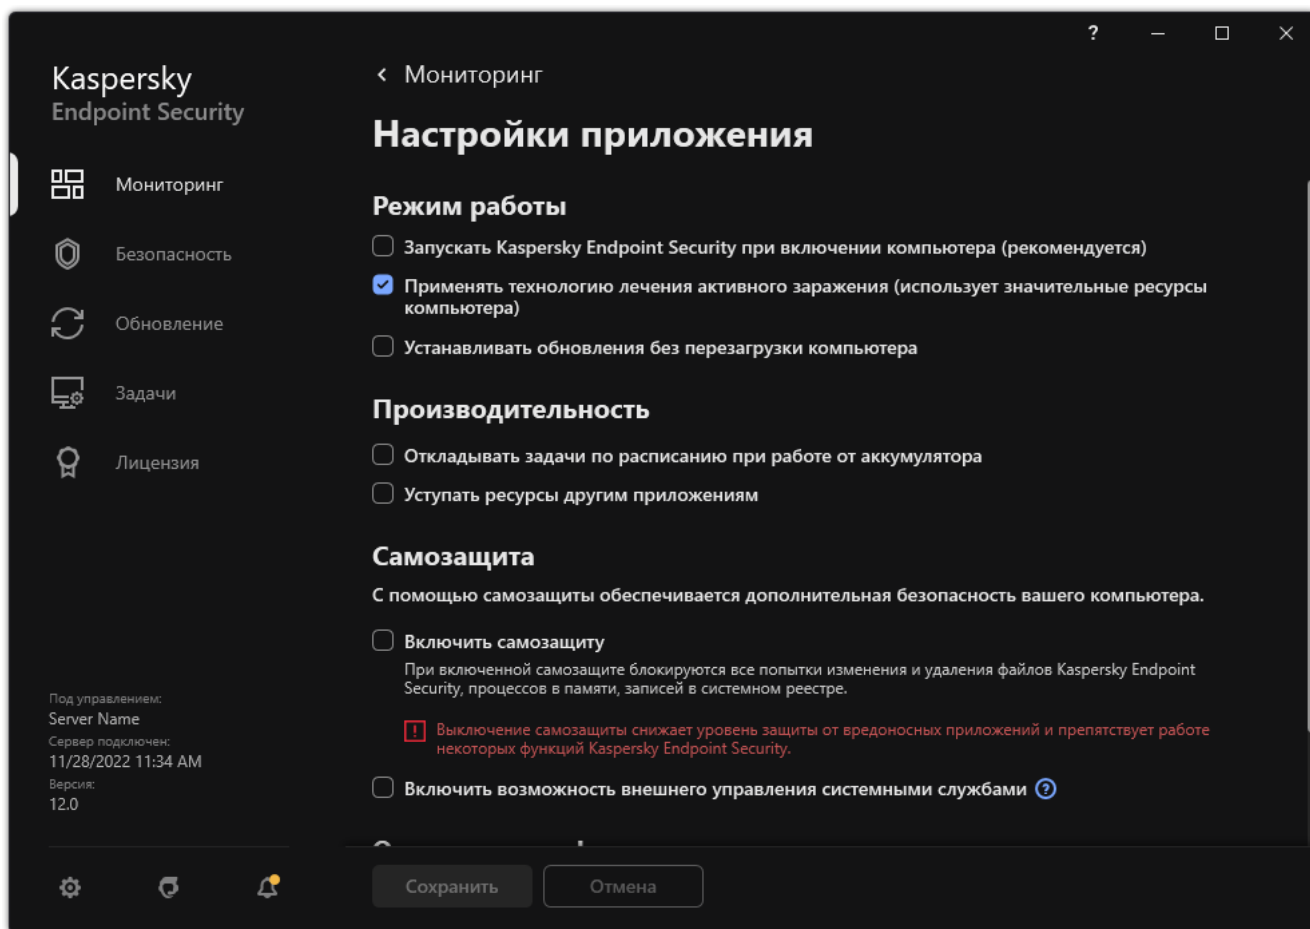 ?
Kaspersky
Endpoint Security
Мониторинг
Безопасность
Обновление
Задачи
Лицензия
Под управлением:
Server Name
Сервер подключен:
11/28/2022 11:34 AM
Версия:
12.0
Мониторинг
Настройки приложения
Режим работы
Запускать Kaspersky Endpoint Security при включении компьютера (рекомендуется)
Применять технологию лечения активного заражения (использует значительные ресурсы
компьютера)
Устанавливать обновления без перезагрузки компьютера
Производительность
Откладывать задачи по расписанию при работе от аккумулятора
Уступать ресурсы другим приложениям
Самозащита
С помощью самозащиты обеспечивается дополнительная безопасность вашего компьютера.
Включить самозащиту
При включенной самозащите блокируются все попытки изменения и удаления файлов Kaspersky Endpoint
Security, процессов в памяти, записей в системном реестре.
Выключение самозащиты снижает уровень защиты от вредоносных приложений и препятствует работе
некоторых функций Kaspersky Endpoint Security.
Включить возможность внешнего управления системными службами ?
Сохранить
Отмена